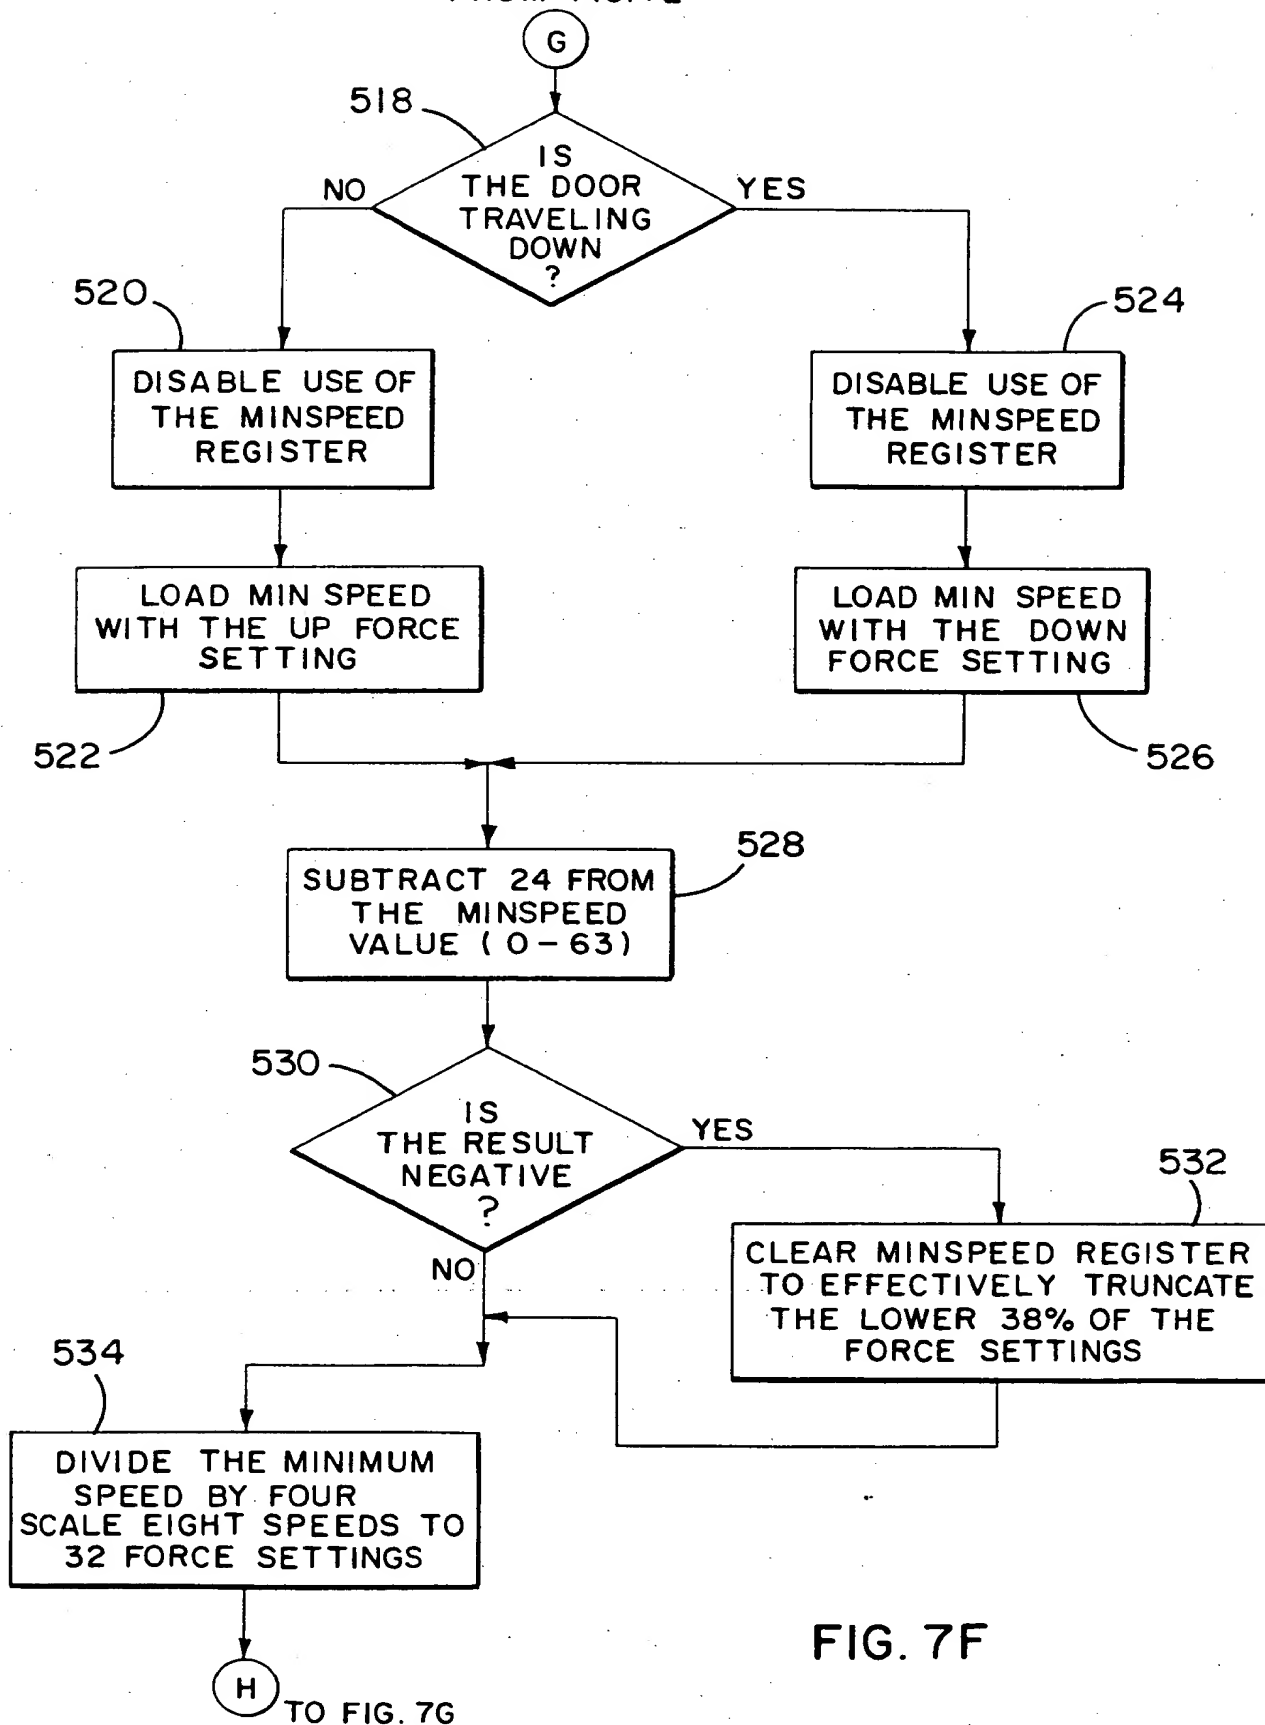 G
518
IS
THE DOOR
TRAVELING
DOWN
?
NO
YES
520
524
DISABLE USE OF
THE MINSPEED
REGISTER
DISABLE USE OF
THE MINSPEED
REGISTER
LOAD MIN SPEED
WITH THE UP FORCE
SETTING
LOAD MIN SPEED
WITH THE DOWN
FORCE SETTING
522
526
528
SUBTRACT 24 FROM
THE MINSPEED
VALUE ( 0 - 63)
530
IS
THE RESULT
NEGATIVE
?
YES
NO
532
CLEAR MINSPEED REGISTER
TO EFFECTIVELY TRUNCATE
THE LOWER 38% OF THE
FORCE SETTINGS
534
DIVIDE THE MINIMUM
SPEED BY FOUR
SCALE EIGHT SPEEDS TO
32 FORCE SETTINGS
H
TO FIG. 7G
FIG. 7F